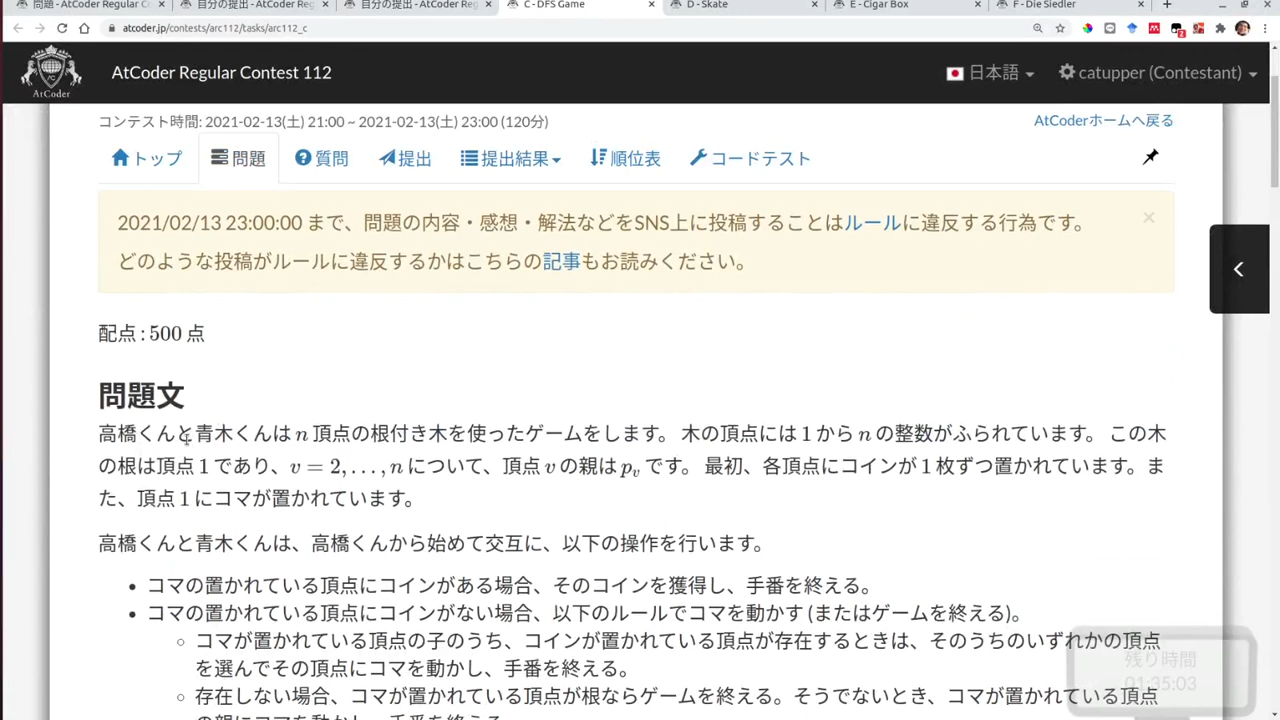 問題 - AtCoder Regular C
自分の提出 - AtCoder Reg
自分の提出 - AtCoder Reg
C - DFS Game
D - Skate
E - Cigar Box
F - Die Siedler
atcoder.jp/contests/arc112/tasks/arc112_c
AtCoder
AtCoder Regular Contest 112
日本語
catupper (Contestant)
コンテスト時間: 2021-02-13(土) 21:00 ~ 2021-02-13(土) 23:00 (120分)
AtCoderホームへ戻る
トップ
問題
質問
提出
提出結果
順位表
コードテスト
2021/02/13 23:00:00 まで、問題の内容・感想・解法などをSNS上に投稿することはルールに違反する行為です。
どのような投稿がルールに違反するかはこちらの記事もお読みください。
配点 : 500 点
問題文
高橋くんと青木くんは n 頂点の根付き木を使ったゲームをします。 木の頂点には 1 から n の整数がふられています。 この木
の根は頂点 1 であり、v = 2, . . . , n について、頂点 v の親は pv です。 最初、各頂点にコインが 1 枚ずつ置かれています。ま
た、頂点 1 にコマが置かれています。
高橋くんと青木くんは、高橋くんから始めて交互に、以下の操作を行います。
コマの置かれている頂点にコインがある場合、そのコインを獲得し、手番を終える。
コマの置かれている頂点にコインがない場合、以下のルールでコマを動かす (またはゲームを終える)。
コマが置かれている頂点の子のうち、コインが置かれている頂点が存在するときは、そのうちのいずれかの頂点
を選んでその頂点にコマを動かし、手番を終える。
存在しない場合、コマが置かれている頂点が根ならゲームを終える。そうでないとき、コマが置かれている頂点
の親にコマを動かし、手番を終える。
残り時間
01:35:03